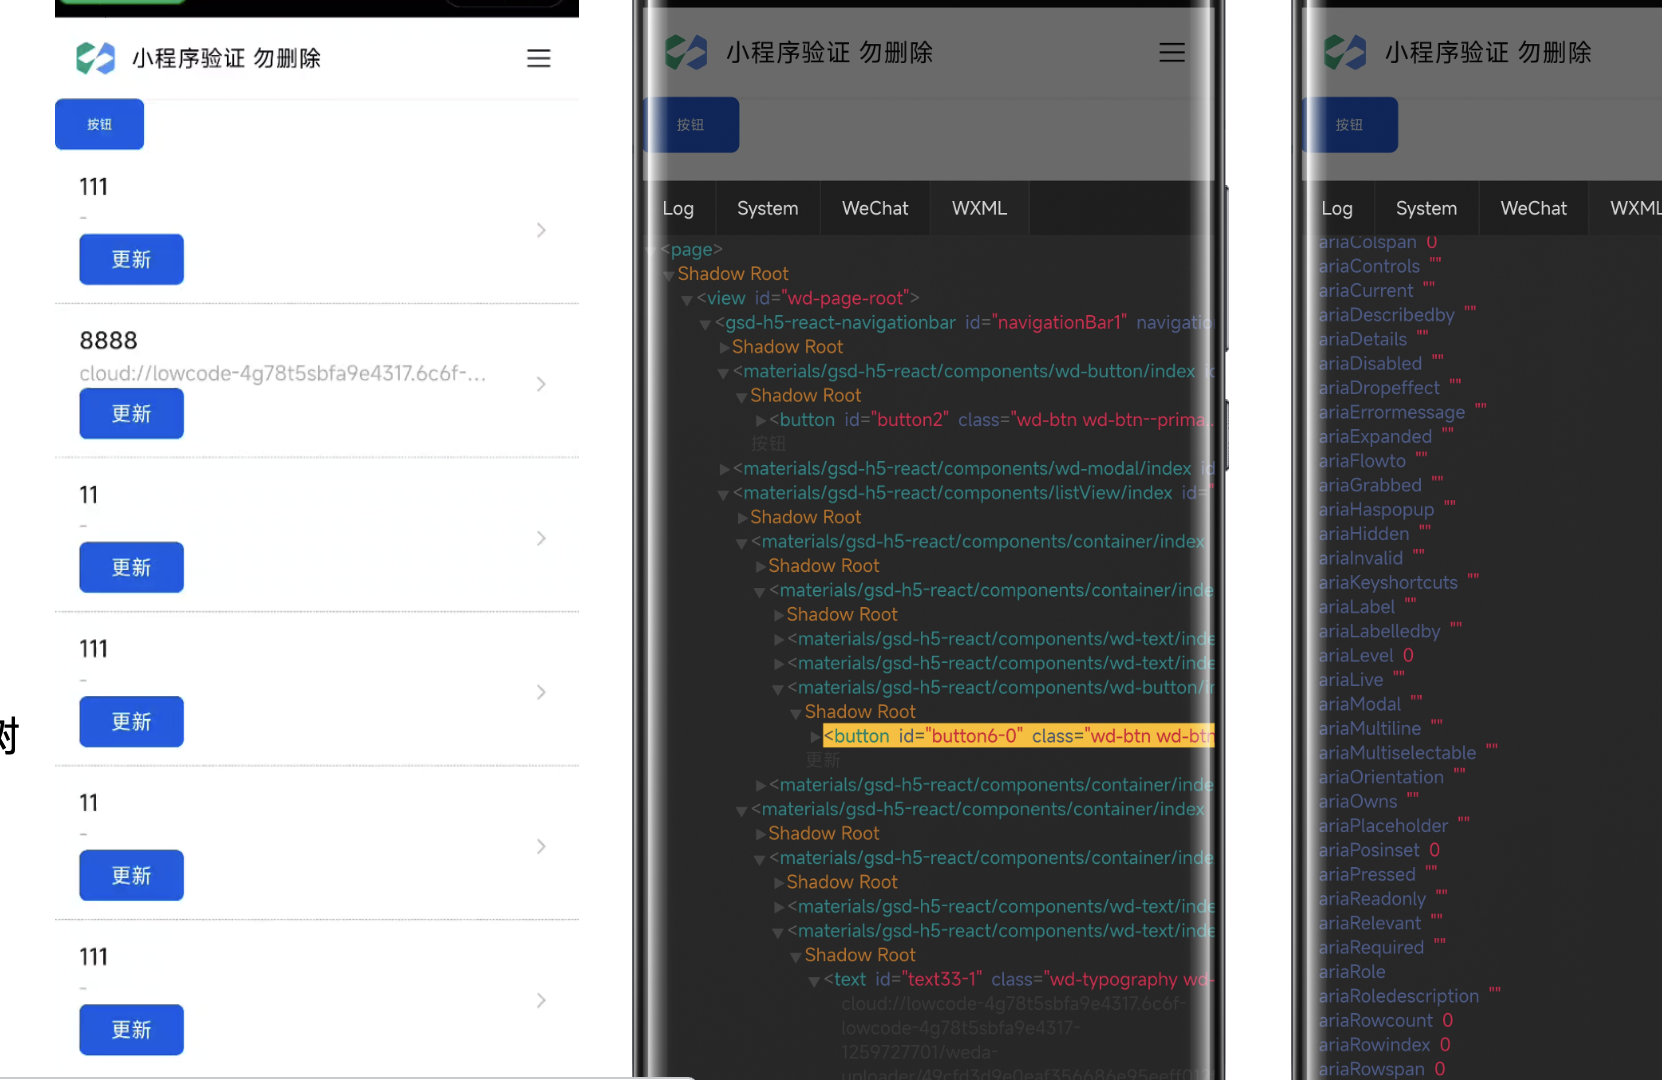 小程序验证 勿删除
按钮
111
-
更新
8888
cloud://lowcode-4g78t5sbfa9e4317.6c6f-...
更新
11
-
更新
111
-
更新
11
-
更新
111
-
更新
树
小程序验证 勿删除
按钮
Log System WeChat WXML
<page>
Shadow Root
<view id="wd-page-root">
<gsd-h5-react-navigationbar id="navigationBar1" navigatio
Shadow Root
<materials/gsd-h5-react/components/wd-button/index
Shadow Root
<button id="button2" class="wd-btn wd-btn--prima...
按钮
<materials/gsd-h5-react/components/wd-modal/index id
<materials/gsd-h5-react/components/listView/index id="
Shadow Root
<materials/gsd-h5-react/components/container/index
Shadow Root
<materials/gsd-h5-react/components/container/inde
Shadow Root
<materials/gsd-h5-react/components/wd-text/inde
<materials/gsd-h5-react/components/wd-text/inde
<materials/gsd-h5-react/components/wd-button/in
Shadow Root
<button id="button6-0" class="wd-btn wd-btn
更新
<materials/gsd-h5-react/components/container/inde
<materials/gsd-h5-react/components/container/index
Shadow Root
<materials/gsd-h5-react/components/container/inde
Shadow Root
<materials/gsd-h5-react/components/wd-text/inde
<materials/gsd-h5-react/components/wd-text/inde
Shadow Root
<text id="text33-1" class="wd-typography wd-
cloud://lowcode-4g78t5sbfa9e4317.6c6f-
lowcode-4g78t5sbfa9e4317-
1259727701/weda-
小程序验证 勿删除
按钮
Log System WeChat WXML
ariaColspan 0
ariaControls ""
ariaCurrent ""
ariaDescribedby ""
ariaDetails ""
ariaDisabled ""
ariaDropeffect ""
ariaErrormessage ""
ariaExpanded ""
ariaFlowto ""
ariaGrabbed ""
ariaHaspopup ""
ariaHidden ""
ariaInvalid ""
ariaKeyshortcuts ""
ariaLabel ""
ariaLabelledby ""
ariaLevel 0
ariaLive ""
ariaModal ""
ariaMultiline ""
ariaMultiselectable ""
ariaOrientation ""
ariaOwns ""
ariaPlaceholder ""
ariaPosinset 0
ariaPressed ""
ariaReadonly ""
ariaRelevant ""
ariaRequired ""
ariaRole
ariaRoledescription ""
ariaRowcount 0
ariaRowindex 0
ariaRowspan 0